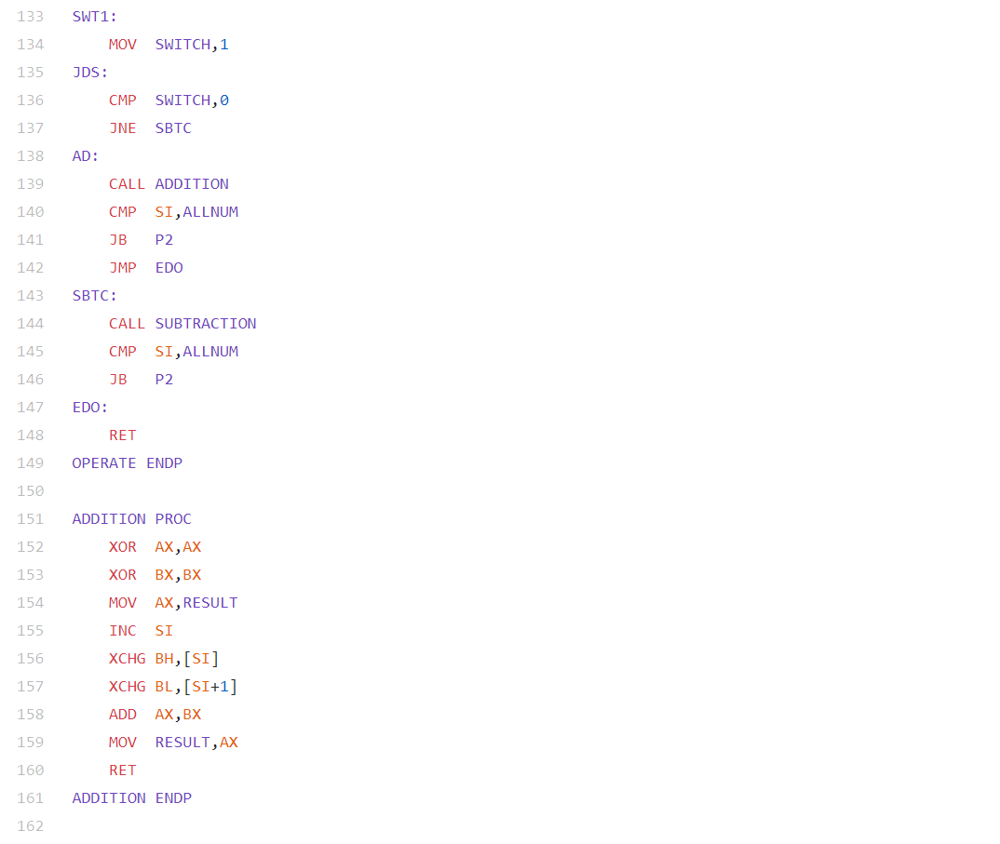 133 SWT1:
134 MOV SWITCH,1
135 JDS:
136 CMP SWITCH,0
137 JNE SBTC
138 AD:
139 CALL ADDITION
140 CMP SI,ALLNUM
141 JB P2
142 JMP EDO
143 SBTC:
144 CALL SUBTRACTION
145 CMP SI,ALLNUM
146 JB P2
147 EDO:
148 RET
149 OPERATE ENDP
150
151 ADDITION PROC
152 XOR AX,AX
153 XOR BX,BX
154 MOV AX,RESULT
155 INC SI
156 XCHG BH,[SI]
157 XCHG BL,[SI+1]
158 ADD AX,BX
159 MOV RESULT,AX
160 RET
161 ADDITION ENDP
162